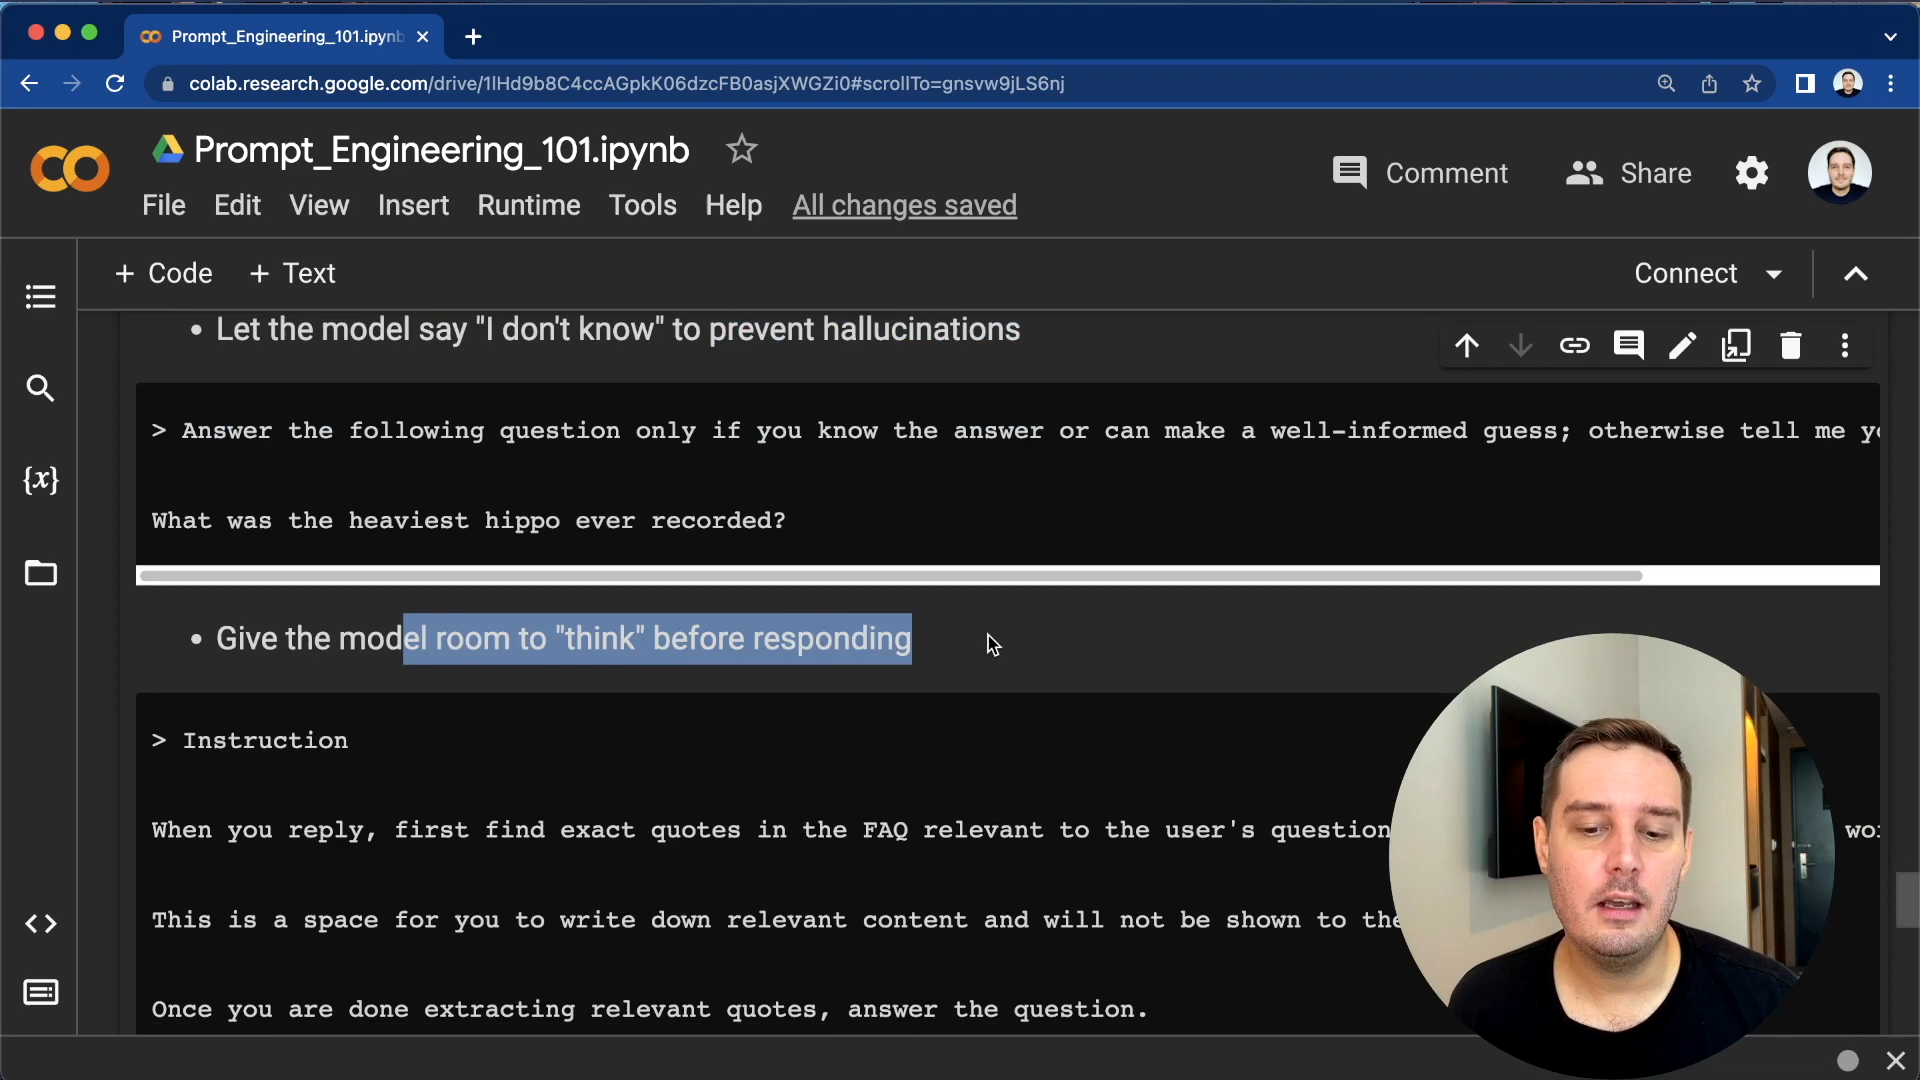 Prompt_Engineering_101.ipynb
colab.research.google.com/drive/1lHd9b8C4ccAGpkK06dzcFB0asjXWGZi0#scrollTo=gnsvw9jLS6nj
Prompt_Engineering_101.ipynb
Comment
Share
File Edit View Insert Runtime Tools Help All changes saved
+ Code + Text
Connect
{x}
• Let the model say "I don't know" to prevent hallucinations
> Answer the following question only if you know the answer or can make a well-informed guess; otherwise tell me
What was the heaviest hippo ever recorded?
• Give the model room to "think" before responding
> Instruction
When you reply, first find exact quotes in the FAQ relevant to the user's question
This is a space for you to write down relevant content and will not be shown to the
Once you are done extracting relevant quotes, answer the question.